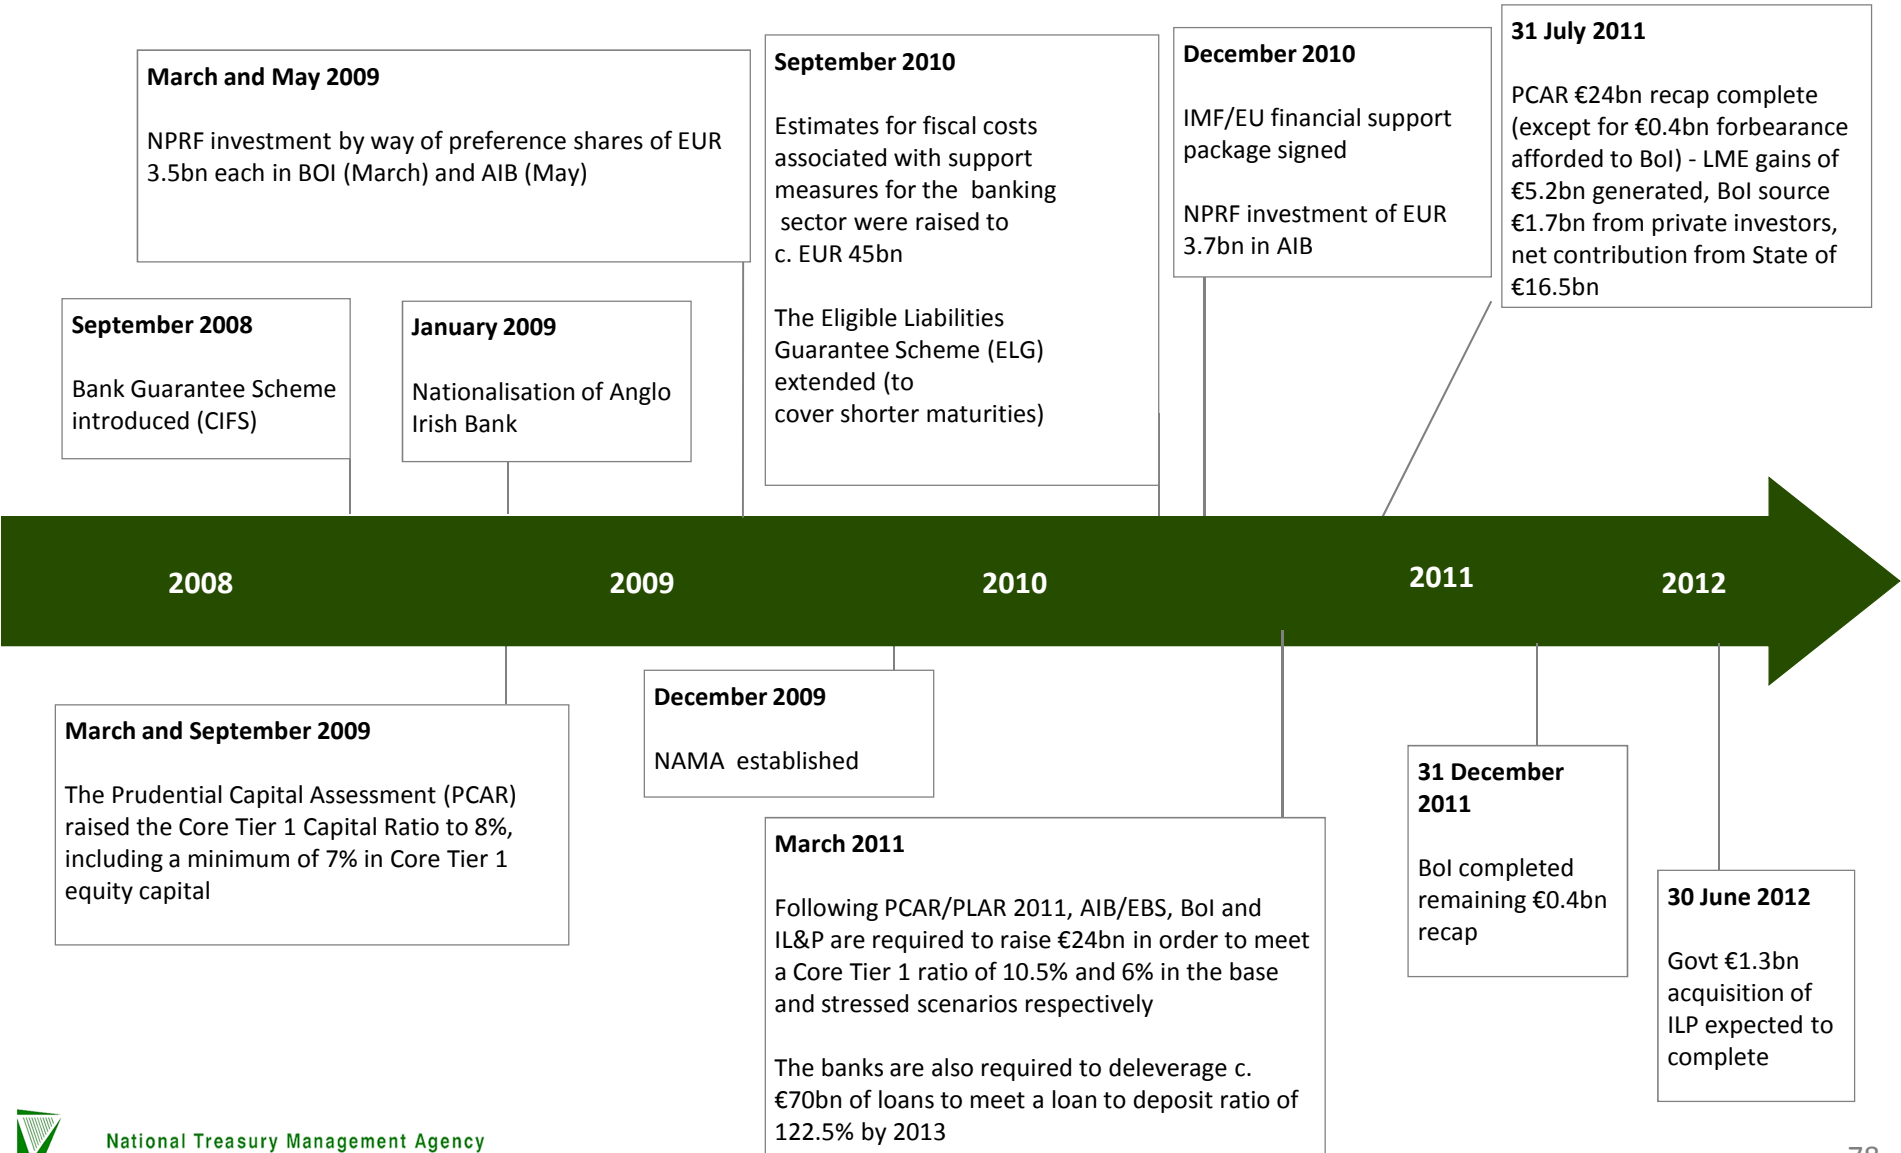 March and May 2009
NPRF investment by way of preference shares of EUR
3.5bn each in BOI (March) and AIB (May)
September 2010
Estimates for fiscal costs
associated with support
measures for the banking
sector were raised to
c. EUR 45bn
The Eligible Liabilities
Guarantee Scheme (ELG)
extended (to
cover shorter maturities)
December 2010
IMF/EU financial support
package signed
NPRF investment of EUR
3.7bn in AIB
31 July 2011
PCAR €24bn recap complete
(except for €0.4bn forbearance
afforded to BoI) - LME gains of
€5.2bn generated, BoI source
€1.7bn from private investors,
net contribution from State of
€16.5bn
September 2008
Bank Guarantee Scheme
introduced (CIFS)
January 2009
Nationalisation of Anglo
Irish Bank
2008
2009
2010
2011
2012
March and September 2009
The Prudential Capital Assessment (PCAR)
raised the Core Tier 1 Capital Ratio to 8%,
including a minimum of 7% in Core Tier 1
equity capital
December 2009
NAMA established
March 2011
Following PCAR/PLAR 2011, AIB/EBS, BoI and
IL&P are required to raise €24bn in order to meet
a Core Tier 1 ratio of 10.5% and 6% in the base
and stressed scenarios respectively
The banks are also required to deleverage c.
€70bn of loans to meet a loan to deposit ratio of
122.5% by 2013
31 December
2011
BoI completed
remaining €0.4bn
recap
30 June 2012
Govt €1.3bn
acquisition of
ILP expected to
complete
National Treasury Management Agency